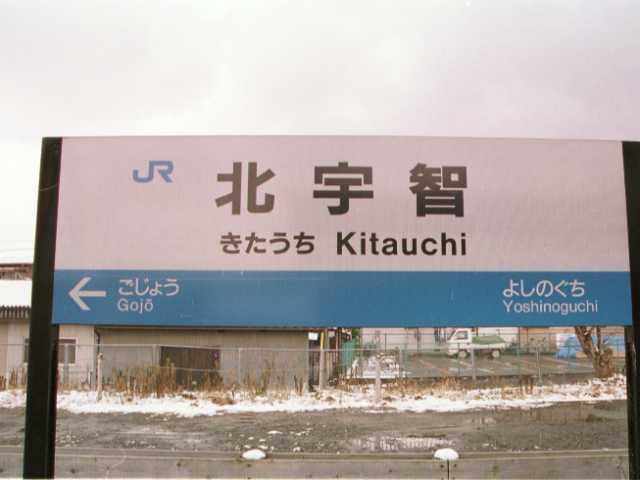 JR 北宇智
きたうち Kitauchi
← ごじょう よしのぐち
Gojō Yoshinoguchi